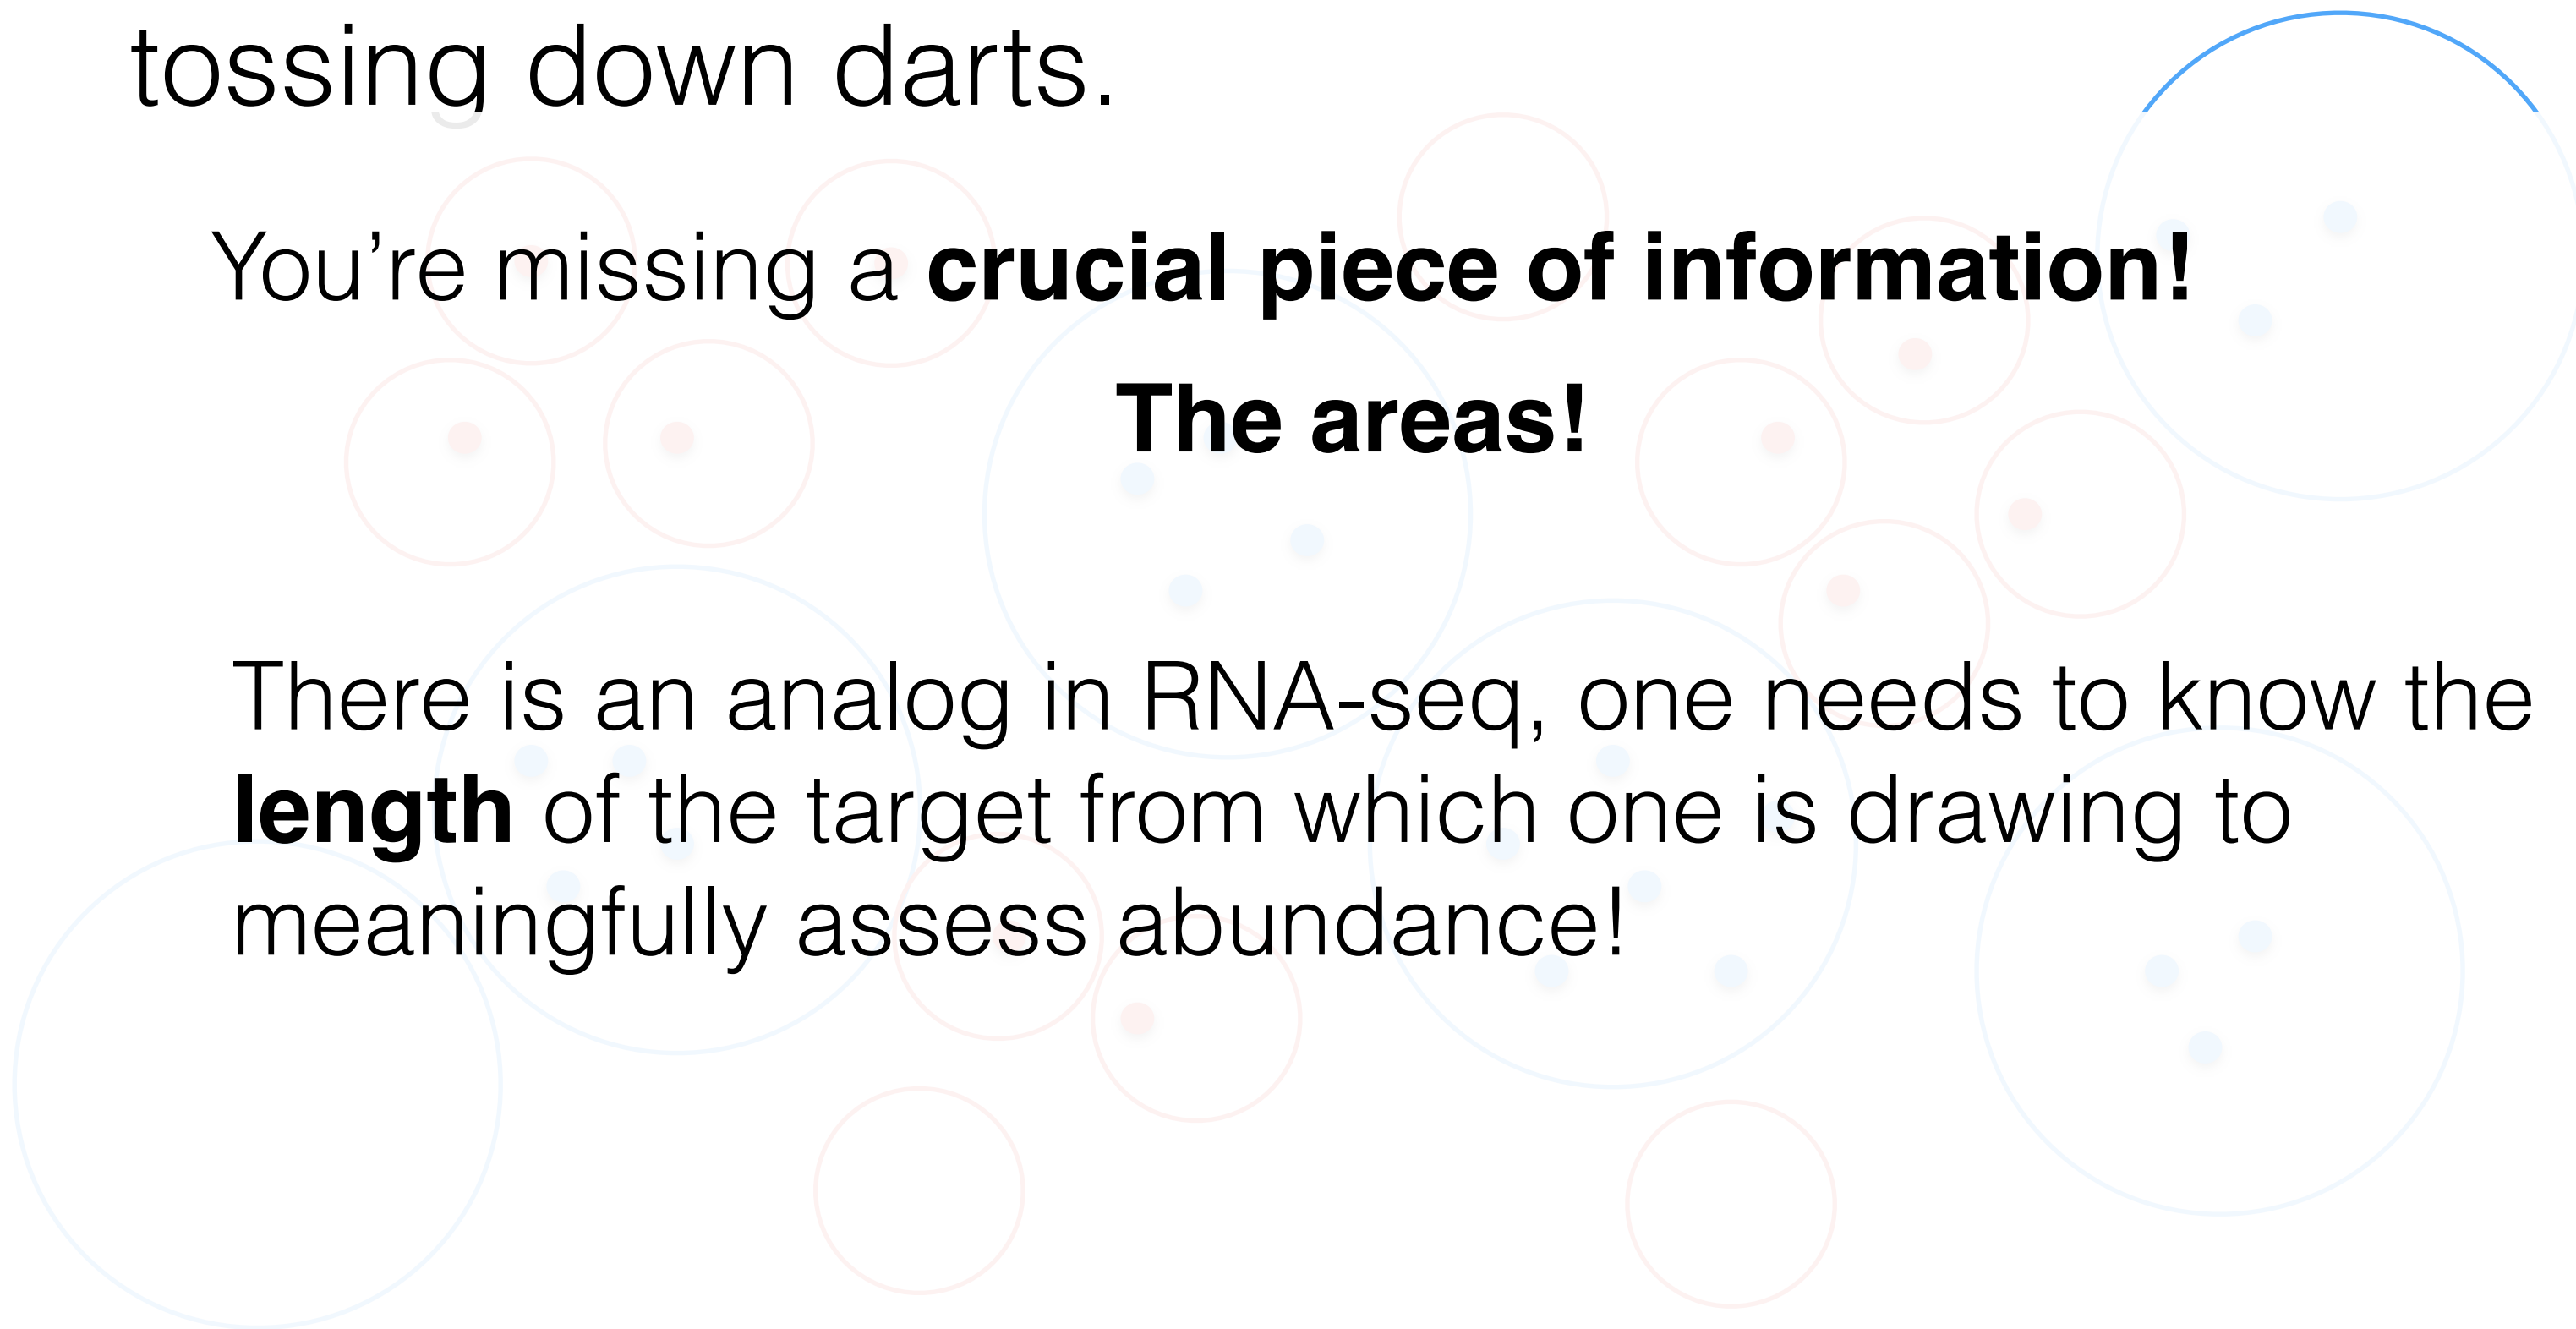 tossing down darts.
You’re missing a crucial piece of information!
The areas!
There is an analog in RNA-seq, one needs to know the
length of the target from which one is drawing to
meaningfully assess abundance!